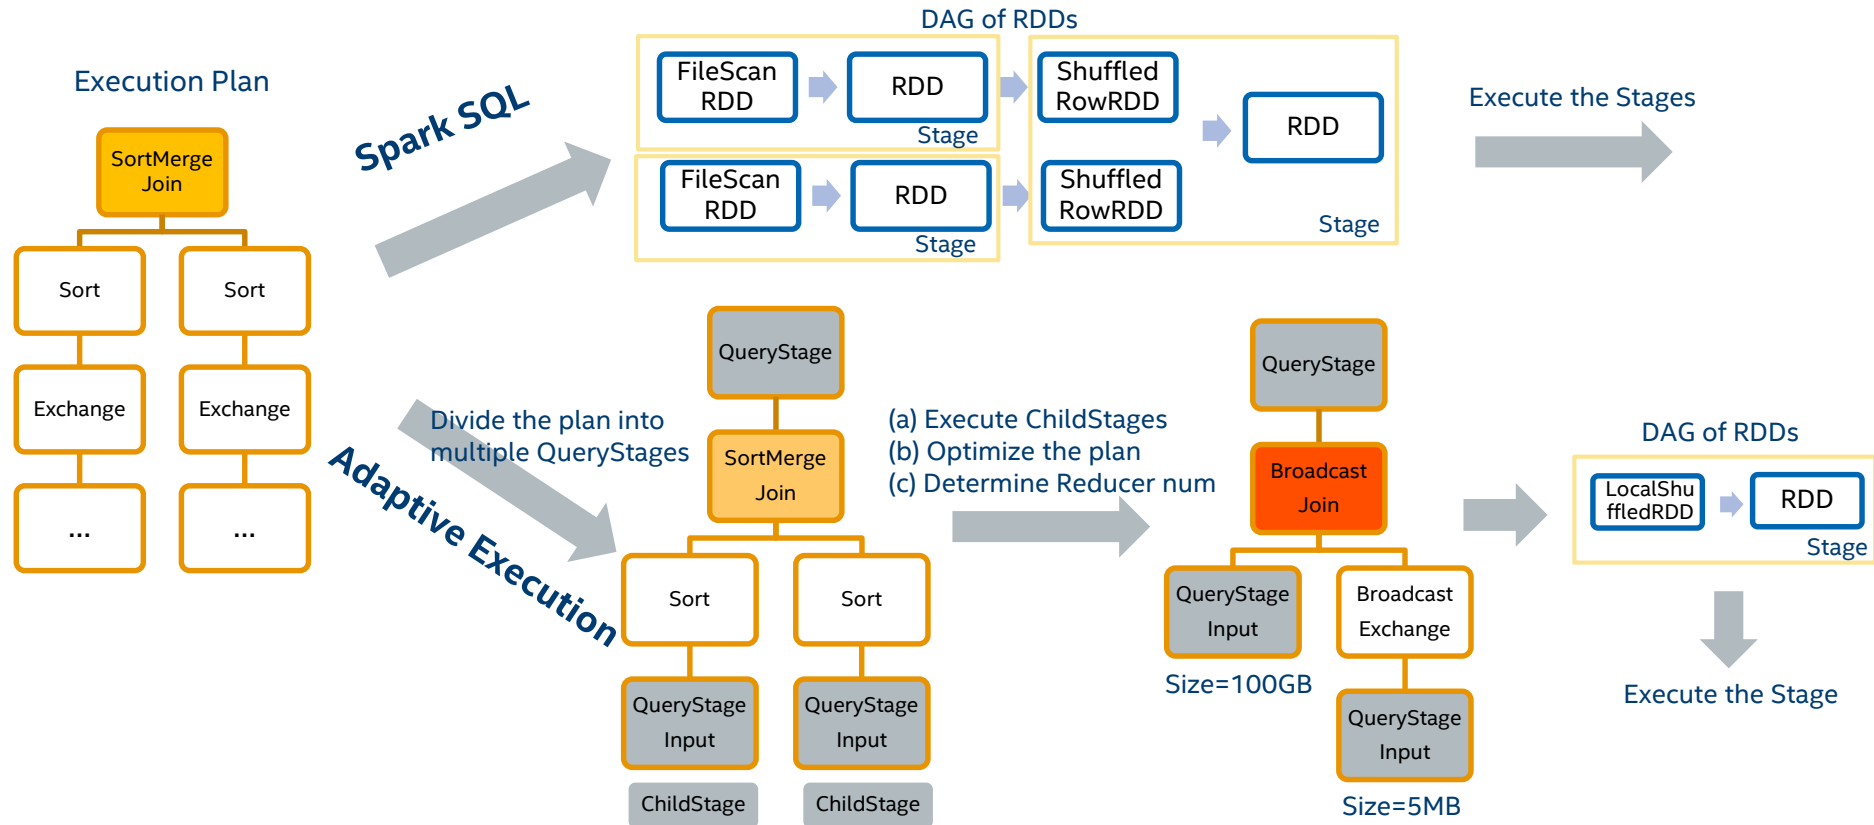 DAG of RDDs
Execution Plan
Spark SQL
FileScan
RDD
RDD
Stage
Shuffled
RowRDD
RDD
FileScan
RDD
RDD
Stage
Shuffled
RowRDD
Stage
Execute the Stages
SortMerge
Join
Sort
Sort
Exchange
Exchange
...
...
Adaptive Execution
Divide the plan into
multiple QueryStages
QueryStage
SortMerge
Join
Sort
Sort
QueryStage
Input
QueryStage
Input
ChildStage
ChildStage
(a) Execute ChildStages
(b) Optimize the plan
(c) Determine Reducer num
QueryStage
Broadcast
Join
QueryStage
Input
Size=100GB
Broadcast
Exchange
QueryStage
Input
Size=5MB
DAG of RDDs
LocalShu
ffledRDD
RDD
Stage
Execute the Stage